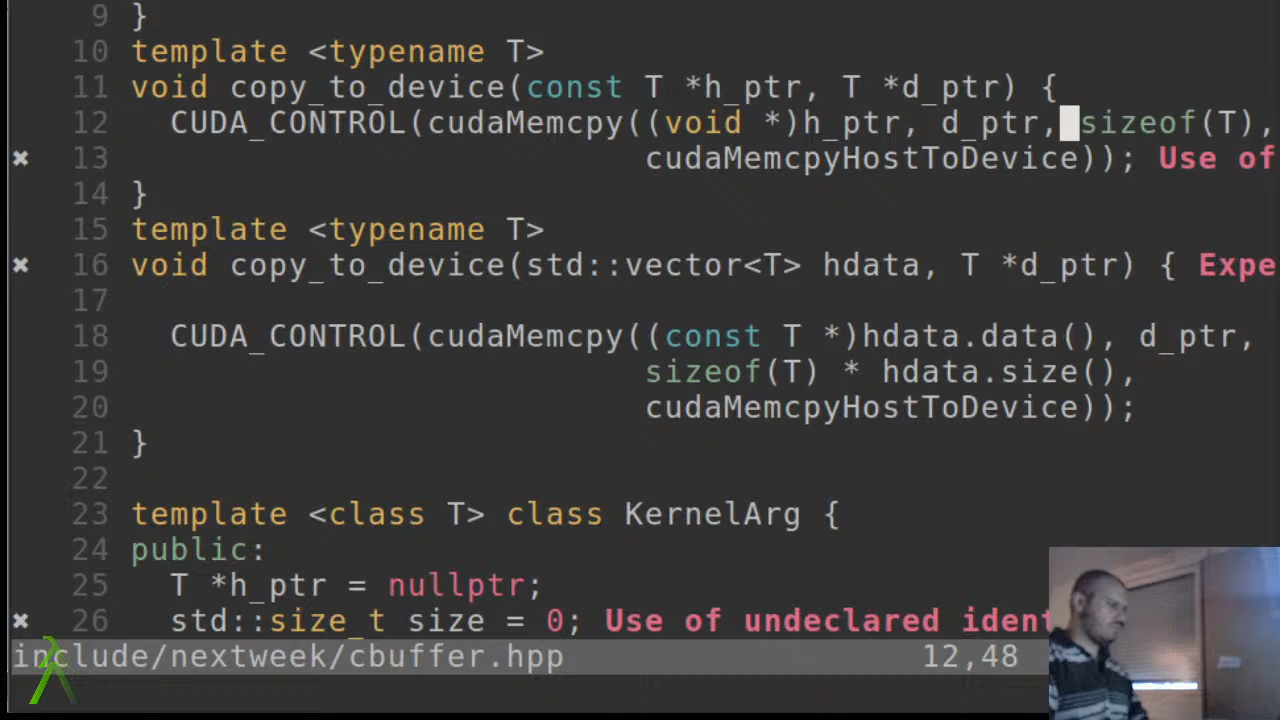 9 }
10 template <typename T>
11 void copy_to_device(const T *h_ptr, T *d_ptr) {
12   CUDA_CONTROL(cudaMemcpy((void *)h_ptr, d_ptr, sizeof(T),
✖ 13                           cudaMemcpyHostToDevice)); Use of
14 }
15 template <typename T>
✖ 16 void copy_to_device(std::vector<T> hdata, T *d_ptr) { Expe
17
18   CUDA_CONTROL(cudaMemcpy((const T *)hdata.data(), d_ptr,
19                           sizeof(T) * hdata.size(),
20                           cudaMemcpyHostToDevice));
21 }
22
23 template <class T> class KernelArg {
24 public:
25   T *h_ptr = nullptr;
✖ 26   std::size_t size = 0; Use of undeclared ident
include/nextweek/cbuffer.hpp 12,48